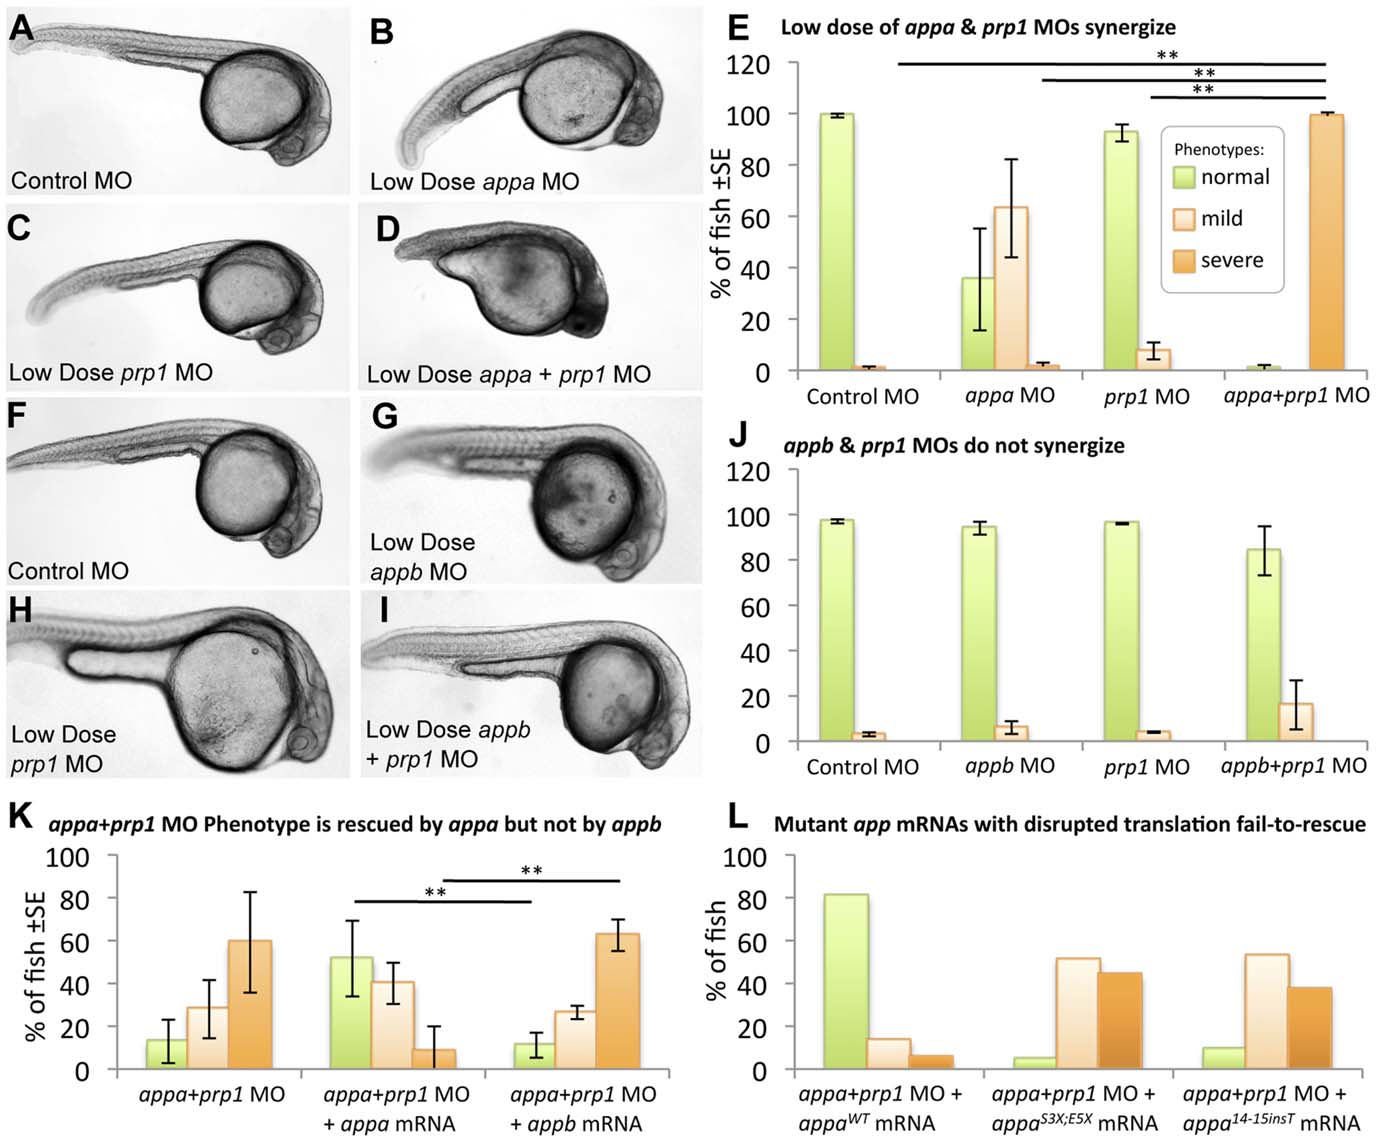 A
Control MO
B
Low Dose appa MO
C
Low Dose prp1 MO
D
Low Dose appa + prp1 MO
E Low dose of appa & prp1 MOs synergize
**
**
**
120
100
80
60
40
20
0
% of fish ±SE
Phenotypes:
normal
mild
severe
Control MO appa MO prp1 MO appa+prp1 MO
F
Control MO
G
Low Dose
appb MO
H
Low Dose
prp1 MO
I
Low Dose appb
+ prp1 MO
J appb & prp1 MOs do not synergize
120
100
80
60
40
20
0
Control MO appb MO prp1 MO appb+prp1 MO
K appa+prp1 MO Phenotype is rescued by appa but not by appb
100
80
60
40
20
0
% of fish ±SE
**
**
appa+prp1 MO appa+prp1 MO appa+prp1 MO
+ appa mRNA + appb mRNA
L Mutant app mRNAs with disrupted translation fail-to-rescue
100
80
60
40
20
0
% of fish
appa+prp1 MO + appa+prp1 MO + appa+prp1 MO +
appaWT mRNA appaS3X;E5X mRNA appa14-15insT mRNA